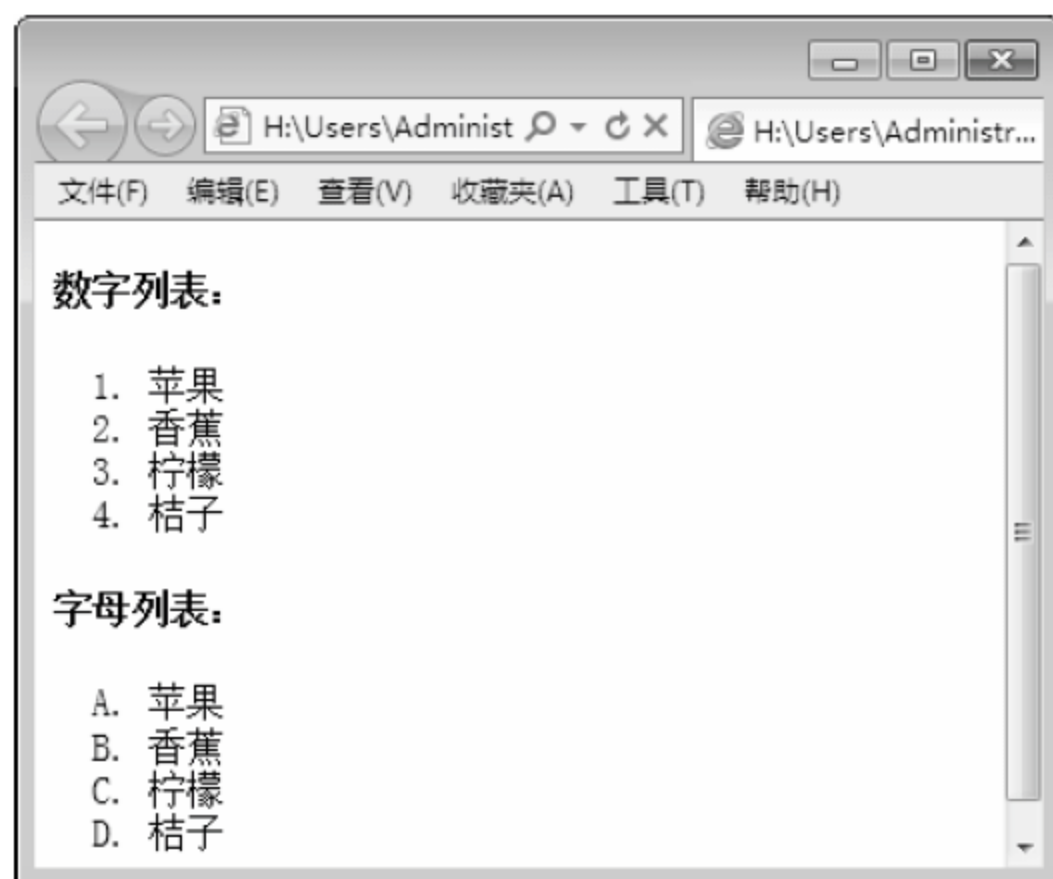 H:\Users\Administ
H:\Users\Administr...
文件(F) 编辑(E) 查看(V) 收藏夹(A) 工具(T) 帮助(H)
数字列表：
1. 苹果
2. 香蕉
3. 柠檬
4. 桔子
字母列表：
A. 苹果
B. 香蕉
C. 柠檬
D. 桔子